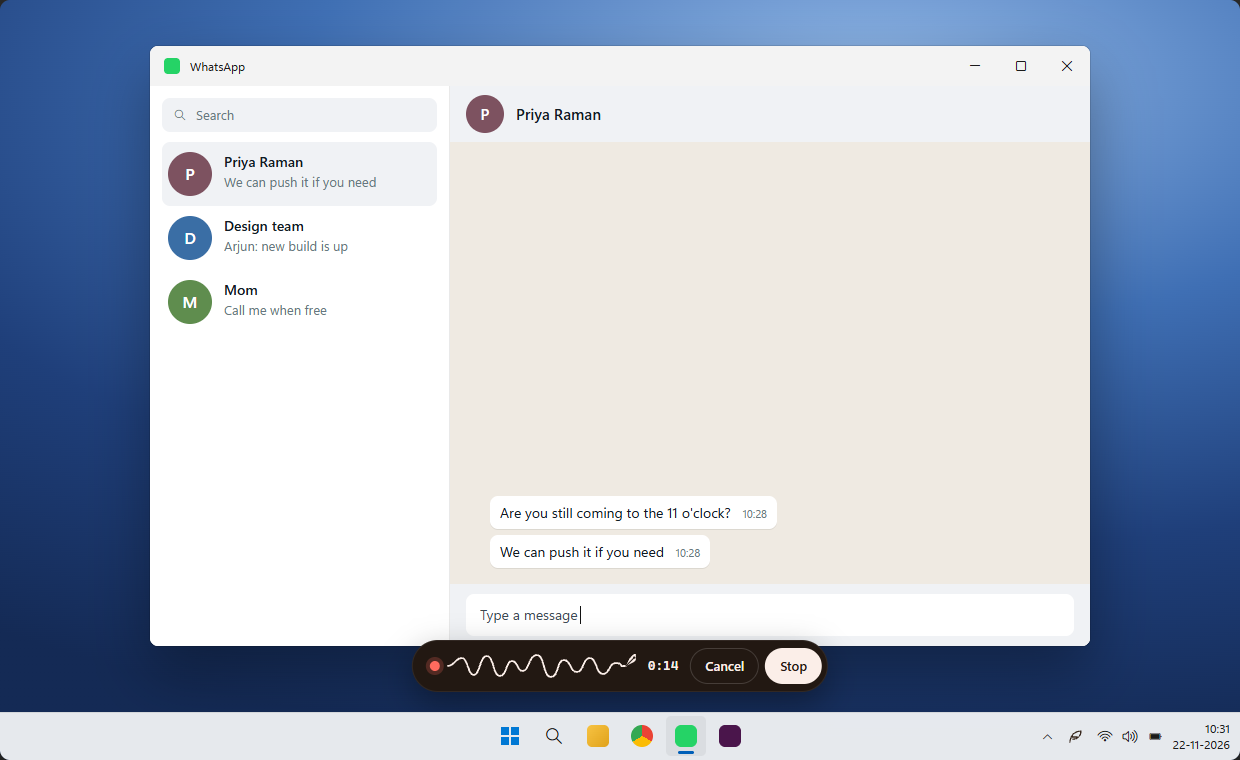 WhatsApp
Search
P
Priya Raman
We can push it if you need
D
Design team
Arjun: new build is up
M
Mom
Call me when free
P
Priya Raman
Are you still coming to the 11 o'clock? 10:28
We can push it if you need 10:28
Type a message
0:14 Cancel Stop
10:31
22-11-2026